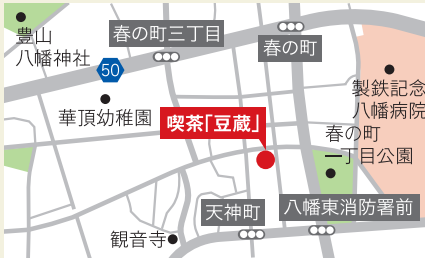 豊山
八幡神社
春の町三丁目
春の町
50
華頂幼稚園
製鉄記念
八幡病院
喫茶「豆蔵」
春の町
一丁目公園
天神町
八幡東消防署前
観音寺